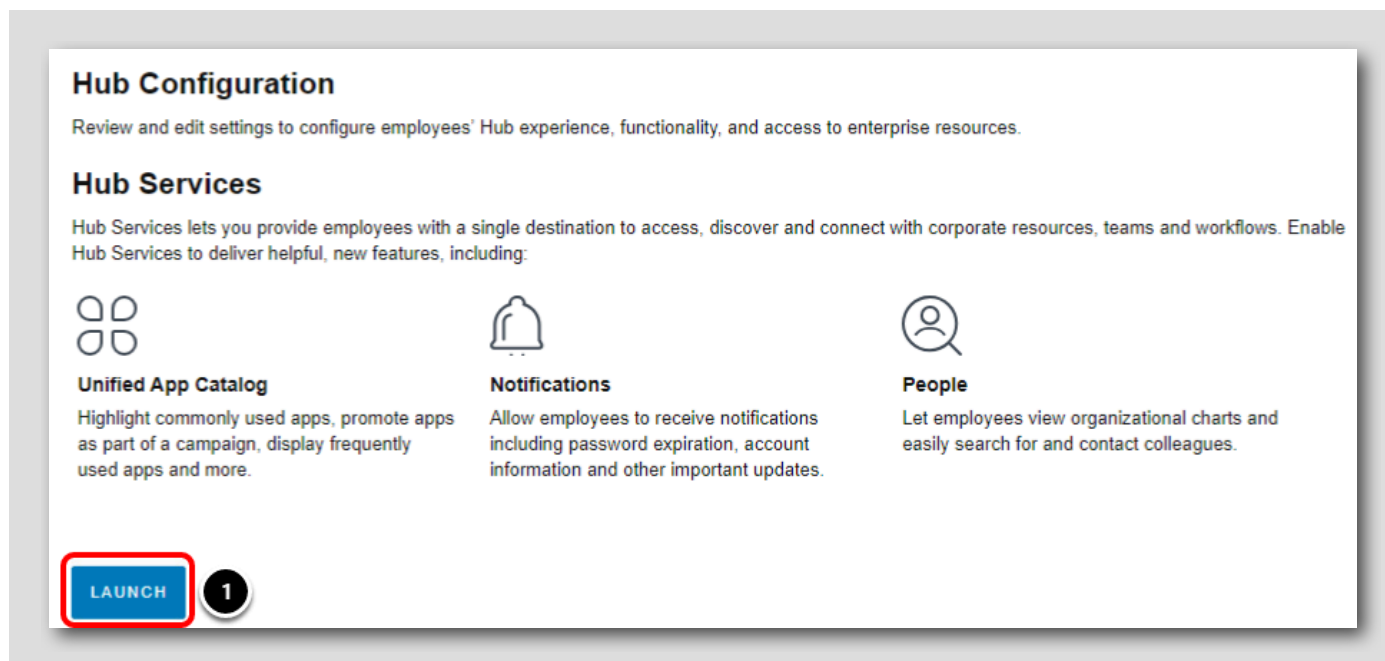 Hub Configuration
Review and edit settings to configure employees' Hub experience, functionality, and access to enterprise resources.
Hub Services
Hub Services lets you provide employees with a single destination to access, discover and connect with corporate resources, teams and workflows. Enable
Hub Services to deliver helpful, new features, including:
Unified App Catalog
Highlight commonly used apps, promote apps
as part of a campaign, display frequently
used apps and more.
Notifications
Allow employees to receive notifications
including password expiration, account
information and other important updates.
People
Let employees view organizational charts and
easily search for and contact colleagues.
LAUNCH
1